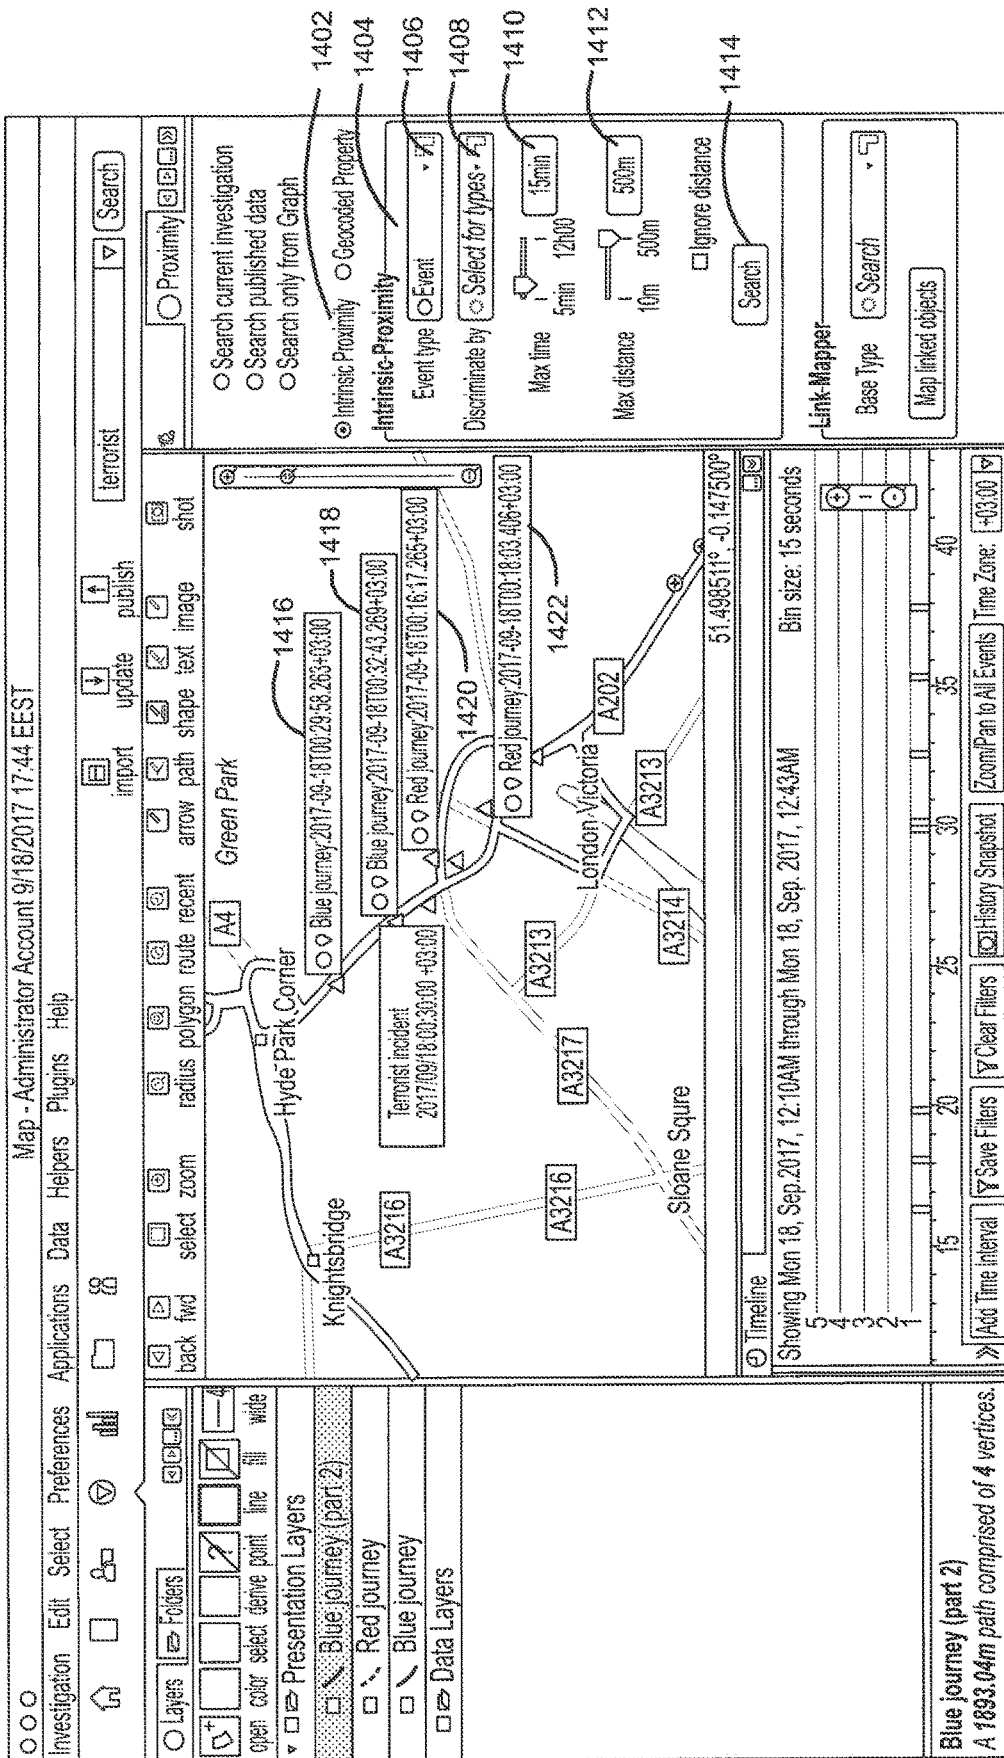 Map - Administrator Account 9/18/2017 17:44 EEST
Investigation Edit Select Preferences Applications Data Helpers Plugins Help
import update publish
terrorist Search
Layers Folders
open color select derive point line fill wide
4
Presentation Layers
Blue journey (part 2)
Red journey
Blue journey
Data Layers
Blue journey (part 2)
A 1893.04m path comprised of 4 vertices.
back fwd select zoom radius polygon route recent arrow path shape text image shot
A4
Green Park
Hyde Park Corner
Knightsbridge
Blue journey:2017-09-18T00:29:58.263+03:00
Blue journey:2017-09-18T00:32:43.269+03:00
Red journey:2017-09-18T00:16:17.265+03:00
Red journey:2017-09-18T00:18:03.406+03:00
Terrorist incident
2017/09/18:00:30:00 +03:00
A3216
A3216
A3217
A3213
A3214
A3213
A202
London Victoria
Sloane Squre
51.498511°. -0.147500°
Timeline
Showing Mon 18, Sep.2017, 12:10AM through Mon 18, Sep. 2017, 12:43AM
Bin size: 15 seconds
5
4
3
2
1
15 20 25 30 35 40
Add Time Interval Save Filters Clear Filters History Snapshot Zoom/Pan to All Events Time Zone: +03:00
Proximity
Search current investigation
Search published data
Search only from Graph
Intrinsic Proximity Geocoded Property
Intrinsic-Proximity
Event type Event
Discriminate by Select for types
Max time 15min
5min 12h00
Max distance 500m
10m 500m
Ignore distance
Search
Link-Mapper
Base Type Search
Map linked objects
1402
1404
1406
1408
1410
1412
1414
1416
1418
1420
1422